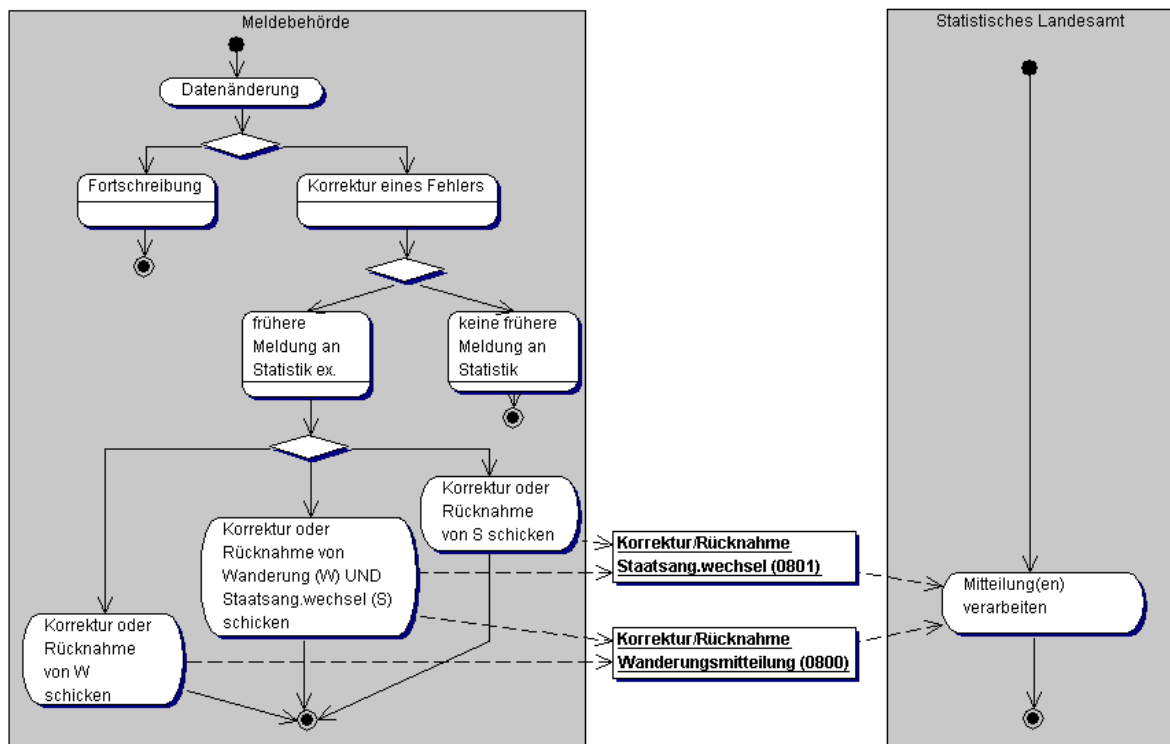 Meldebehörde
Statistisches Landesamt
Datenänderung
Fortschreibung
Korrektur eines Fehlers
frühere
Meldung an
Statistik ex.
keine frühere
Meldung an
Statistik
Korrektur oder
Rücknahme
von S schicken
Korrektur oder
Rücknahme von
Wanderung (W) UND
Staatsang.wechsel (S)
schicken
Korrektur oder
Rücknahme
von W
schicken
Korrektur/Rücknahme
Staatsang.wechsel (0801)
Korrektur/Rücknahme
Wanderungsmitteilung (0800)
Mitteilung(en)
verarbeiten